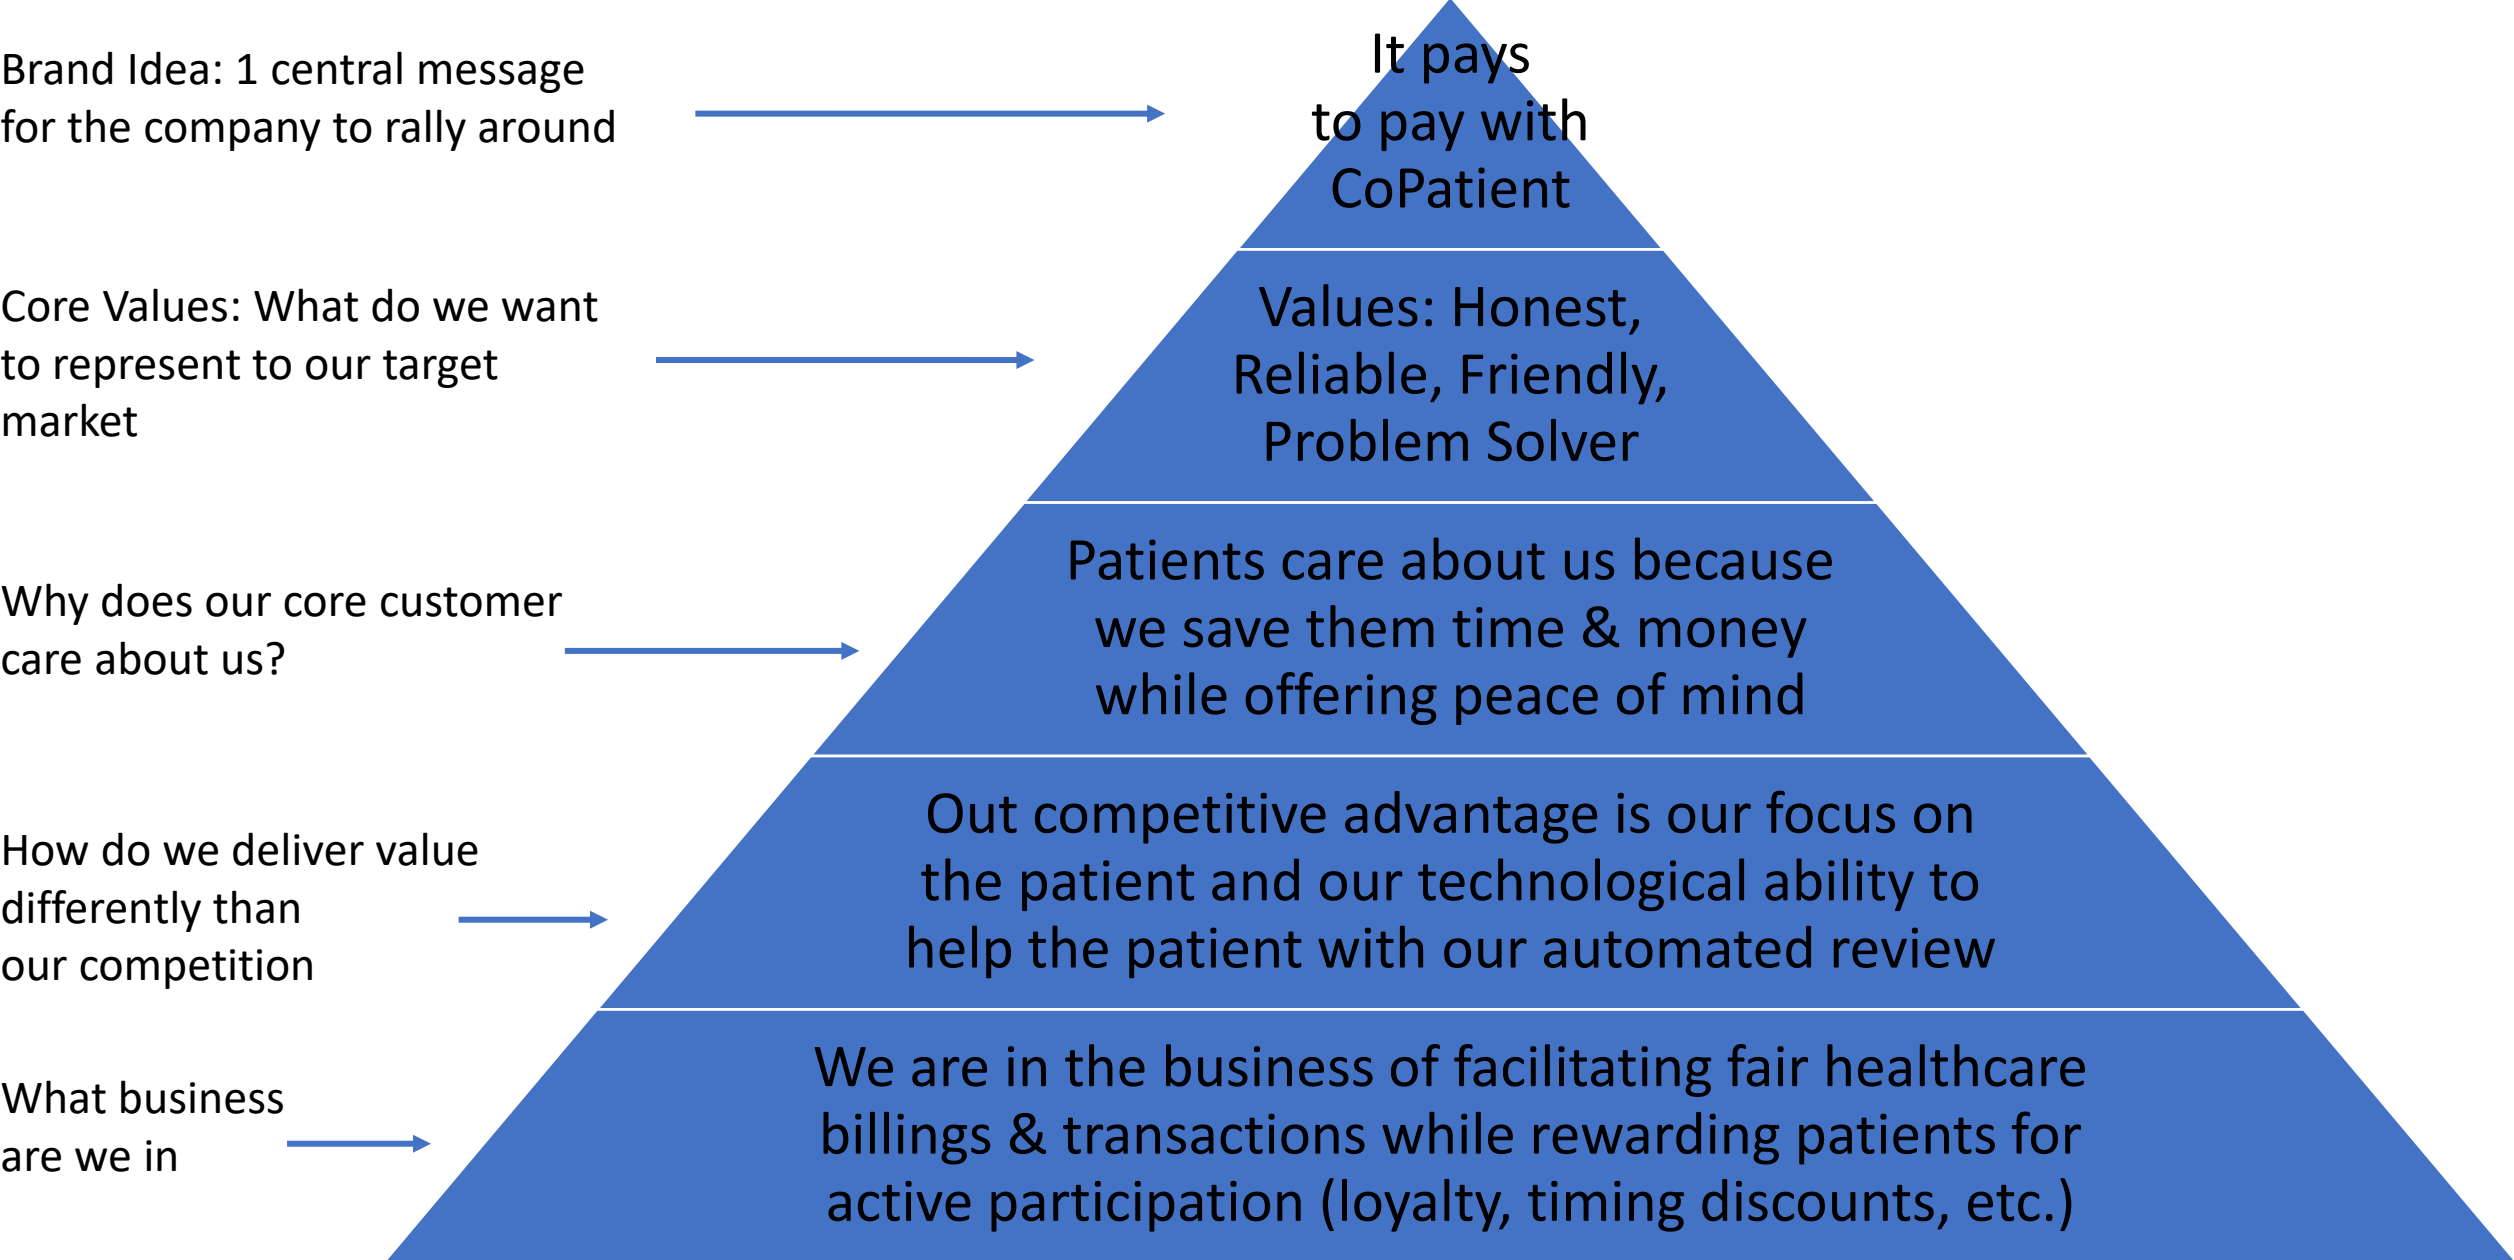 Brand Idea: 1 central message
for the company to rally around
It pays
to pay with
CoPatient
Core Values: What do we want
to represent to our target
market
Values: Honest,
Reliable, Friendly,
Problem Solver
Why does our core customer
care about us?
Patients care about us because
we save them time & money
while offering peace of mind
How do we deliver value
differently than
our competition
Out competitive advantage is our focus on
the patient and our technological ability to
help the patient with our automated review
What business
are we in
We are in the business of facilitating fair healthcare
billings & transactions while rewarding patients for
active participation (loyalty, timing discounts, etc.)